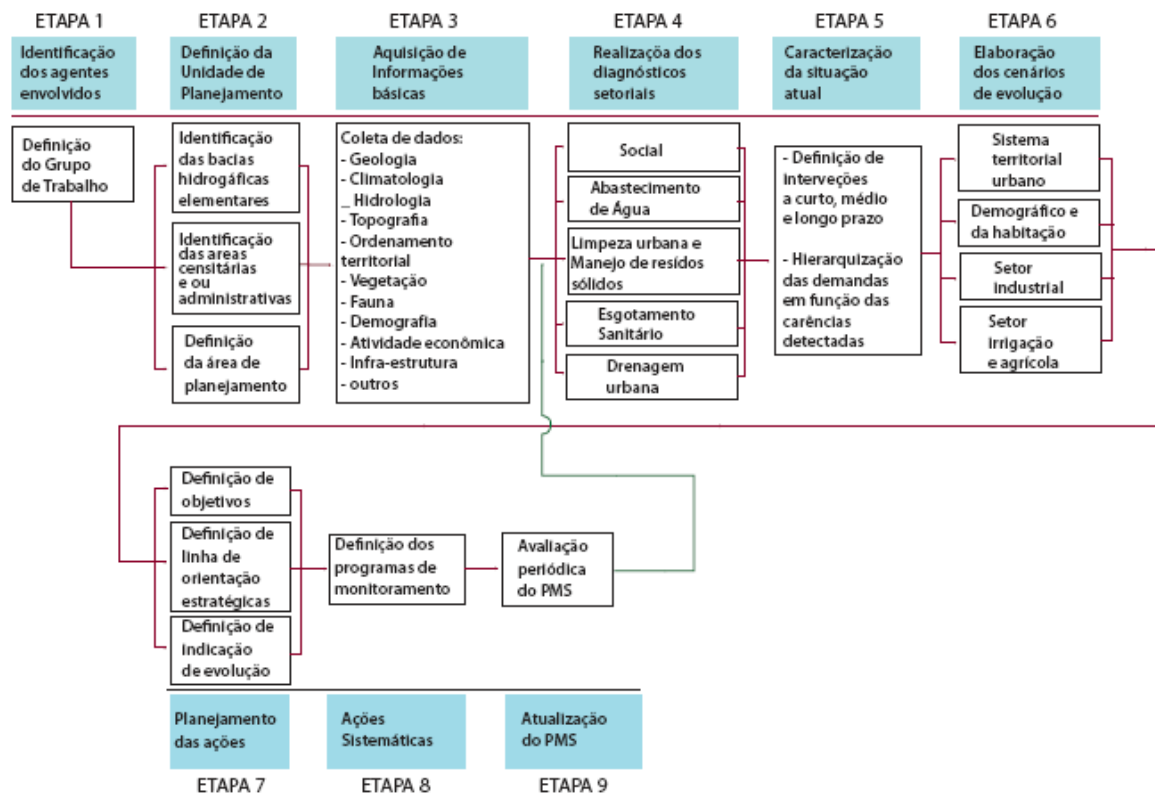 ETAPA 1
Identificação
dos agentes
envolvidos
Definição
do Grupo
de Trabalho
ETAPA 2
Definição da
Unidade de
Planejamento
Identificação
das bacias
hidrogáficas
elementares
Identificação
das areas
censitárias
e ou
administrativas
Definição
da área de
planejamento
ETAPA 3
Aquisição de
Informações
básicas
Coleta de dados:
- Geologia
- Climatologia
_ Hidrologia
- Topografia
- Ordenamento
territorial
- Vegetação
- Fauna
- Demografia
- Atividade econômica
- Infra-estrutura
- outros
ETAPA 4
Realizaçõa dos
diagnósticos
setoriais
Social
Abastecimento
de Água
Limpeza urbana e
Manejo de resídos
sólidos
Esgotamento
Sanitário
Drenagem
urbana
ETAPA 5
Caracterização
da situação
atual
- Definição de
interveções
a curto, médio
e longo prazo
- Hierarquização
das demandas
em função das
carências
detectadas
ETAPA 6
Elaboração
dos cenários
de evolução
Sistema
territorial
urbano
Demográfico e
da habitação
Setor
industrial
Setor
irrigação
e agrícola
Definição de
objetivos
Definição de
linha de
orientação
estratégicas
Definição de
indicação
de evolução
Planejamento
das ações
ETAPA 7
Definição dos
programas de
monitoramento
Ações
Sistemáticas
ETAPA 8
Avaliação
periódica
do PMS
Atualização
do PMS
ETAPA 9